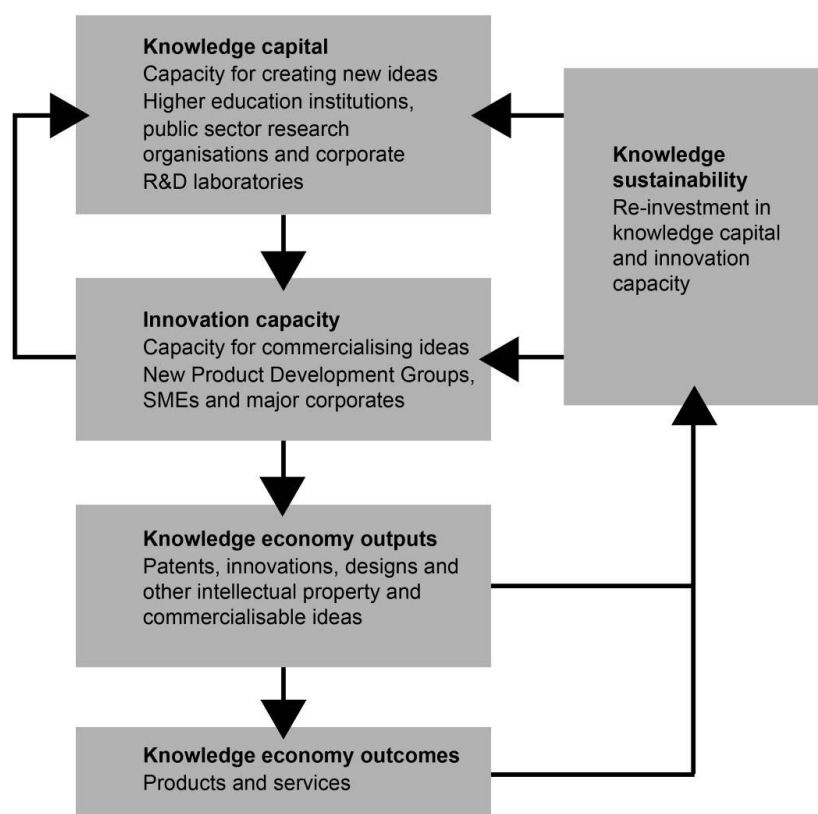 Knowledge capital
Capacity for creating new ideas
Higher education institutions,
public sector research
organisations and corporate
R&D laboratories
Knowledge
sustainability
Re-investment in
knowledge capital
and innovation
capacity
Innovation capacity
Capacity for commercialising ideas
New Product Development Groups,
SMEs and major corporates
Knowledge economy outputs
Patents, innovations, designs and
other intellectual property and
commercialisable ideas
Knowledge economy outcomes
Products and services